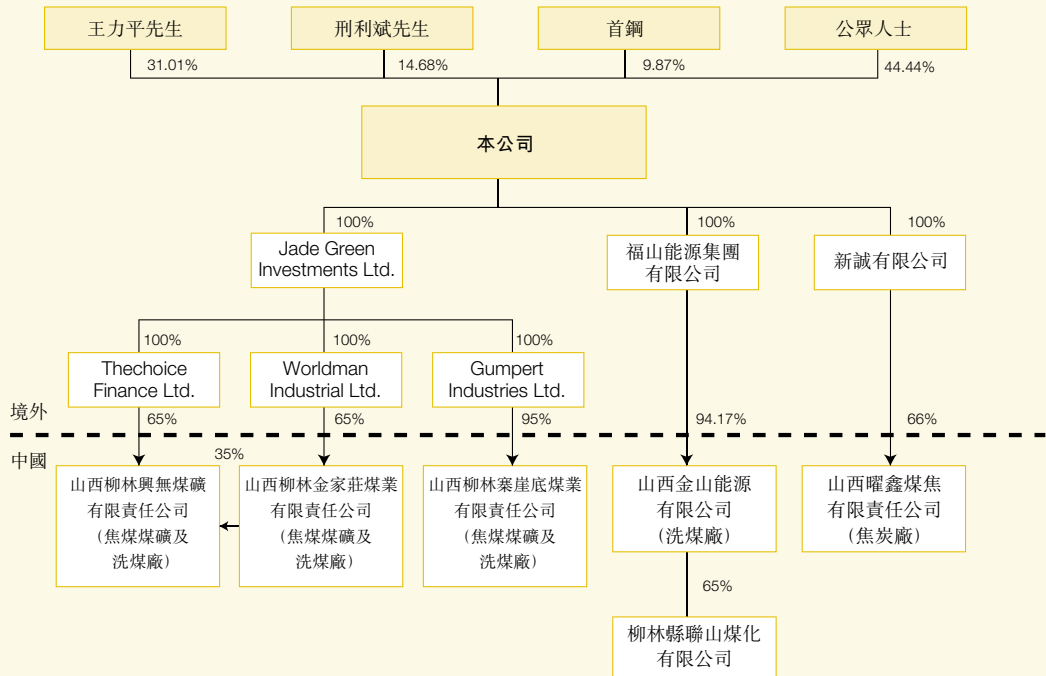 王力平先生
刑利斌先生
首鋼
公眾人士
31.01%
14.68%
9.87%
44.44%
本公司
100%
100%
100%
Jade Green
Investments Ltd.
福山能源集團
有限公司
新誠有限公司
100%
100%
100%
Thechoice
Finance Ltd.
Worldman
Industrial Ltd.
Gumpert
Industries Ltd.
境外
65%
65%
95%
94.17%
66%
中國
35%
山西柳林興無煤礦
有限責任公司
(焦煤煤礦及
洗煤廠)
山西柳林金家莊煤業
有限責任公司
(焦煤煤礦及
洗煤廠)
山西柳林寨崖底煤業
有限責任公司
(焦煤煤礦及
洗煤廠)
山西金山能源
有限公司
(洗煤廠)
山西曜鑫煤焦
有限責任公司
(焦炭廠)
65%
柳林縣聯山煤化
有限公司